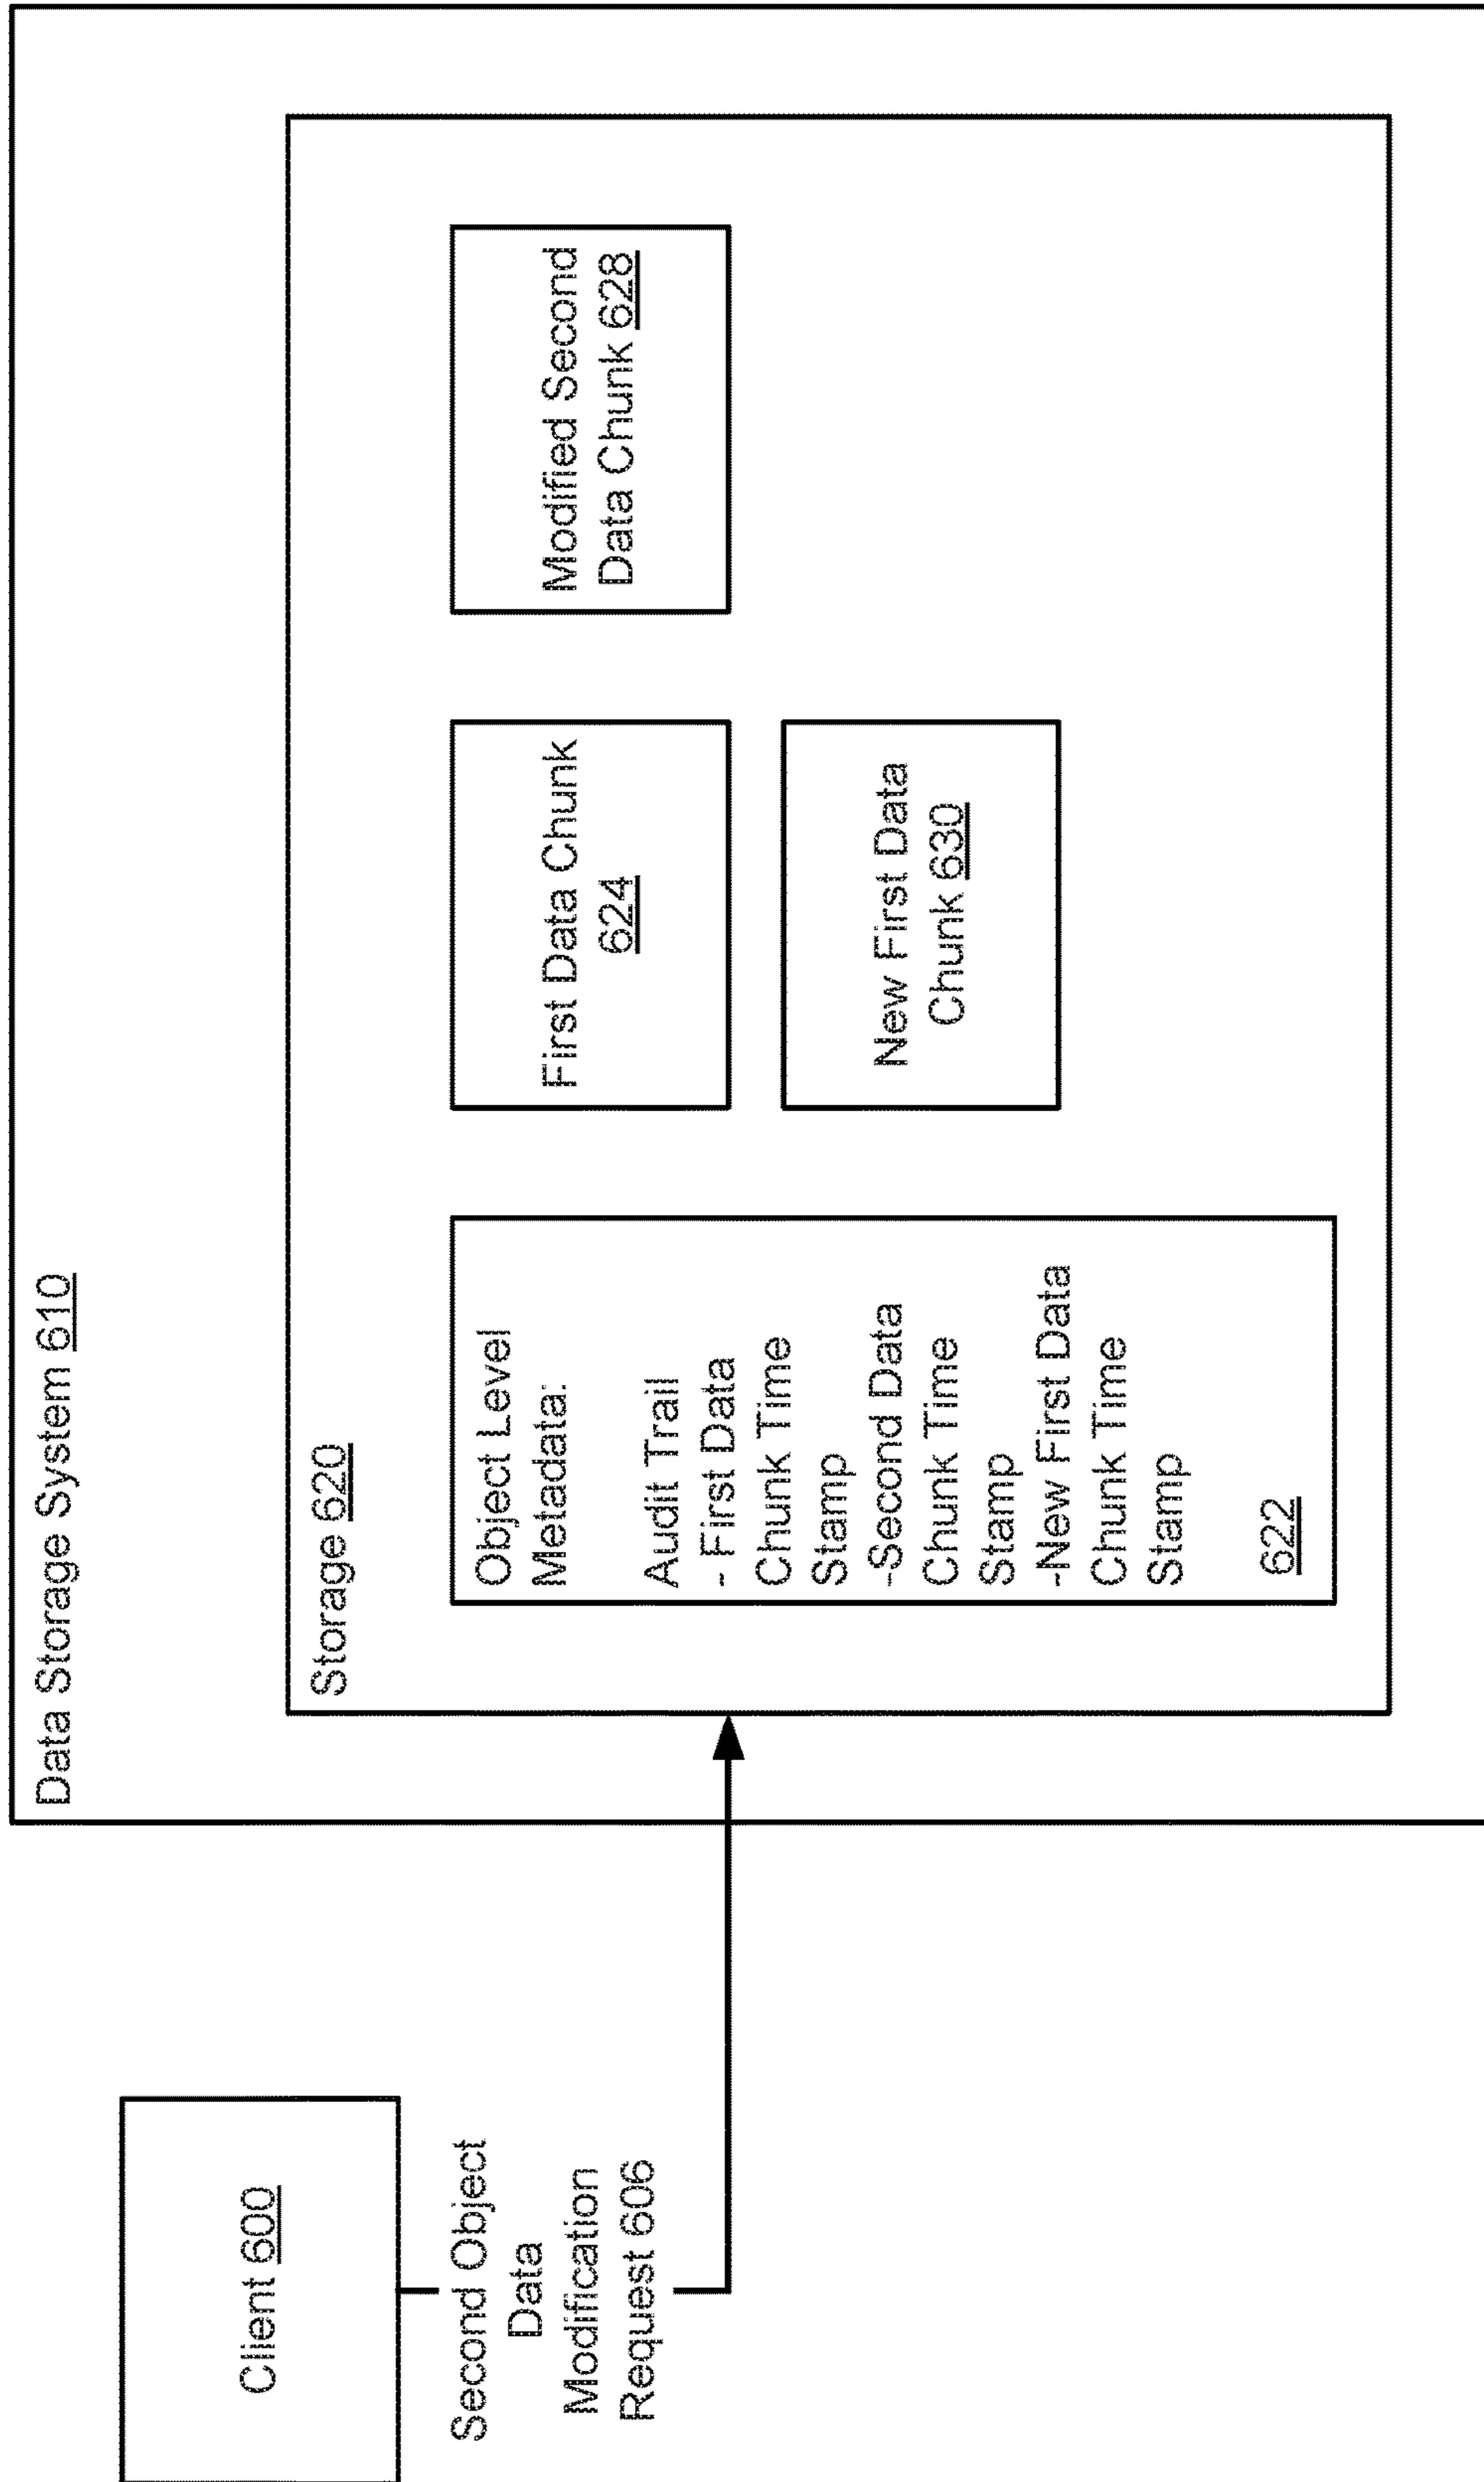 Data Storage System 610
Client 600
Second Object
Data
Modification
Request 606
Storage 620
Object Level
Metadata:
Audit Trail
- First Data
Chunk Time
Stamp
-Second Data
Chunk Time
Stamp
-New First Data
Chunk Time
Stamp
622
First Data Chunk
624
Modified Second
Data Chunk 628
New First Data
Chunk 630